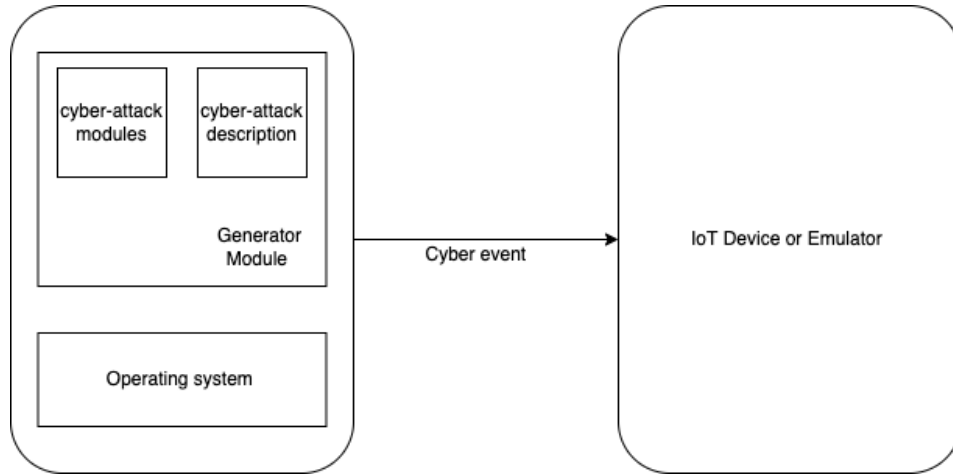 cyber-attack
modules
cyber-attack
description
Generator
Module
Cyber event
IoT Device or Emulator
Operating system